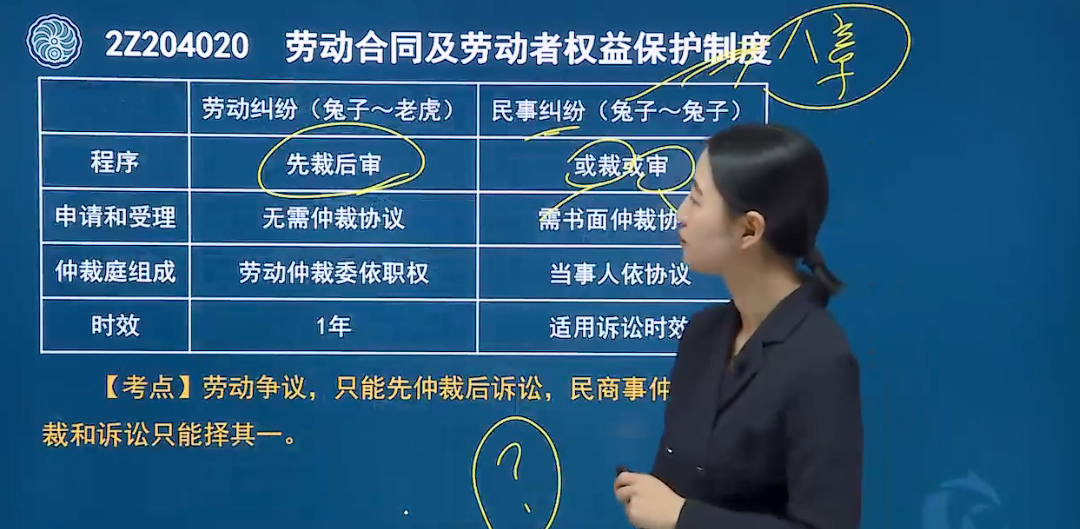 2Z204020 劳动合同及劳动者权益保护制度
八章
劳动纠纷（兔子～老虎） 民事纠纷（兔子～兔子）
程序 先裁后审 或裁或审
申请和受理 无需仲裁协议 需书面仲裁协
仲裁庭组成 劳动仲裁委依职权 当事人依协议
时效 1年 适用诉讼时效
【考点】劳动争议，只能先仲裁后诉讼，民商事仲
裁和诉讼只能择其一。
?